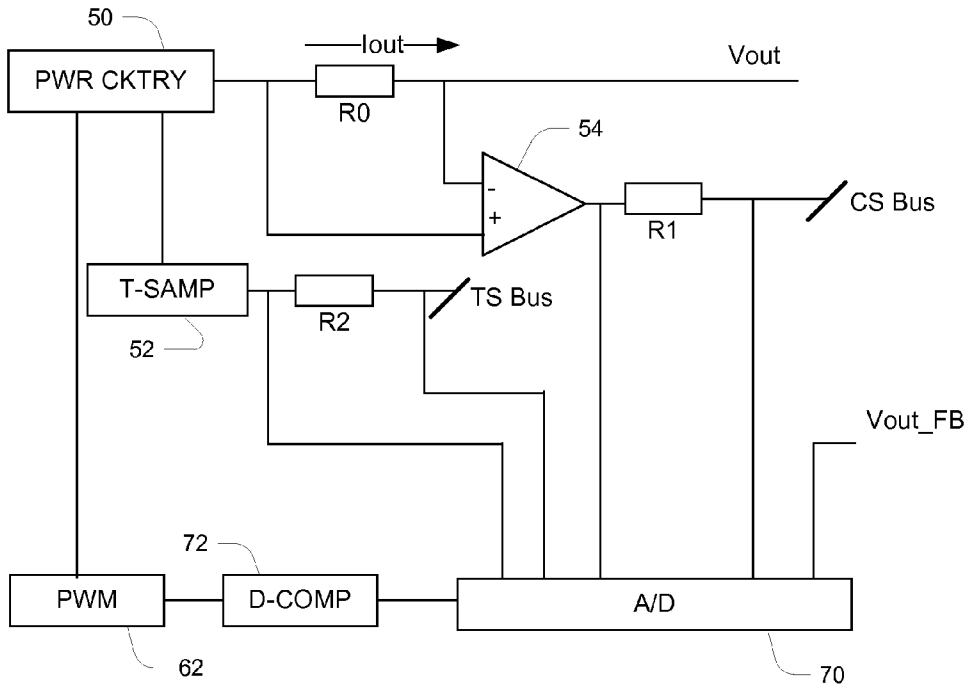 50
Iout
PWR CKTRY
Vout
R0
54
-
+
R1
CS Bus
T-SAMP
TS Bus
R2
52
Vout_FB
72
PWM
D-COMP
A/D
62
70